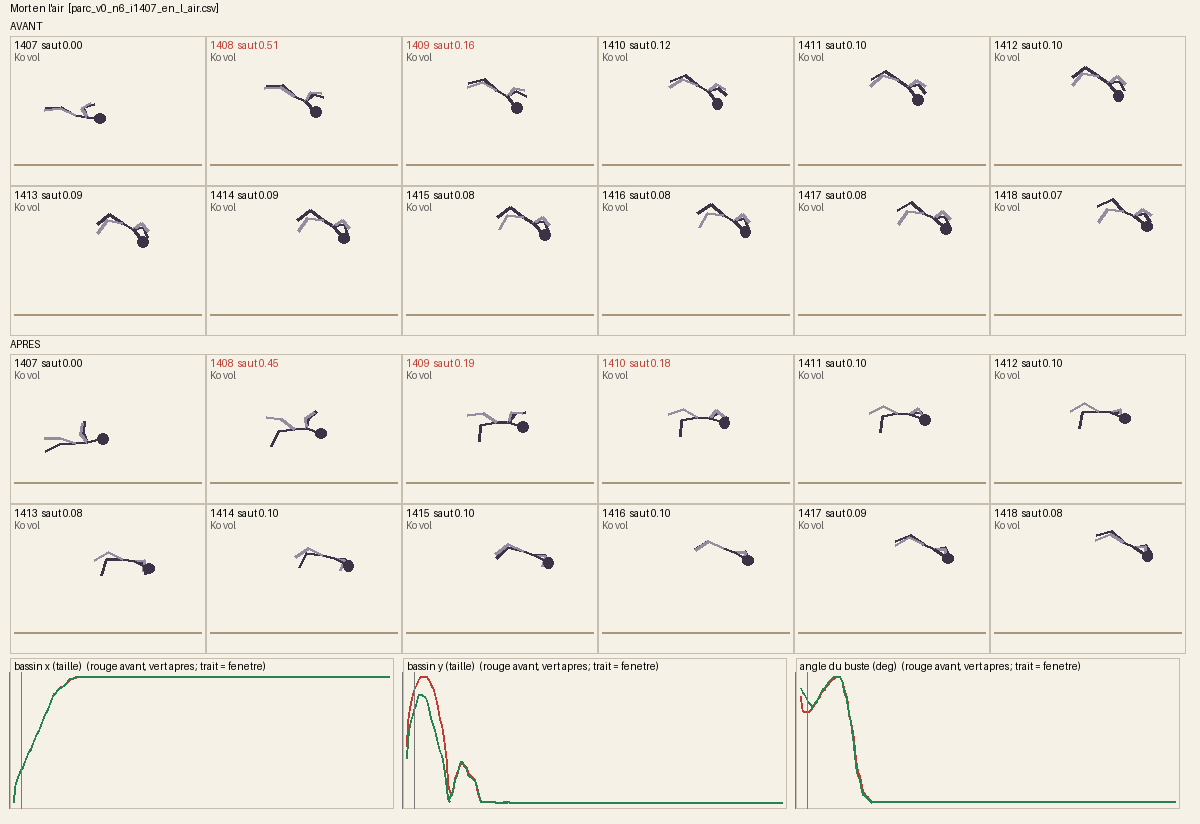 Mort en l'air [parc_v0_n6_i1407_en_l_air.csv]
AVANT
1407 saut 0.00
Ko vol
1408 saut 0.51
Ko vol
1409 saut 0.16
Ko vol
1410 saut 0.12
Ko vol
1411 saut 0.10
Ko vol
1412 saut 0.10
Ko vol
1413 saut 0.09
Ko vol
1414 saut 0.09
Ko vol
1415 saut 0.08
Ko vol
1416 saut 0.08
Ko vol
1417 saut 0.08
Ko vol
1418 saut 0.07
Ko vol
APRES
1407 saut 0.00
Ko vol
1408 saut 0.45
Ko vol
1409 saut 0.19
Ko vol
1410 saut 0.18
Ko vol
1411 saut 0.10
Ko vol
1412 saut 0.10
Ko vol
1413 saut 0.08
Ko vol
1414 saut 0.10
Ko vol
1415 saut 0.10
Ko vol
1416 saut 0.10
Ko vol
1417 saut 0.09
Ko vol
1418 saut 0.08
Ko vol
bassin x (taille) (rouge avant, vert apres; trait = fenetre)
bassin y (taille) (rouge avant, vert apres; trait = fenetre)
angle du buste (deg) (rouge avant, vert apres; trait = fenetre)